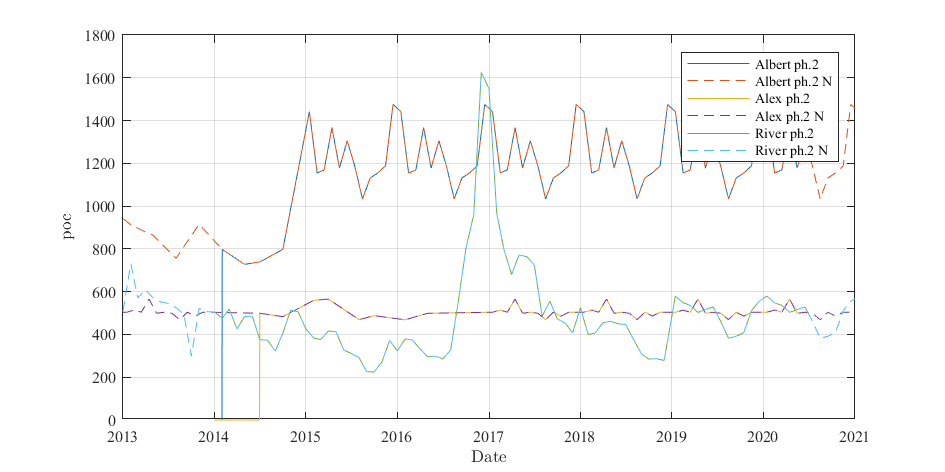 1800
1600
1400
1200
1000
800
600
400
200
0
poc
Albert ph.2
Albert ph.2 N
Alex ph.2
Alex ph.2 N
River ph.2
River ph.2 N
2013 2014 2015 2016 2017 2018 2019 2020 2021
Date